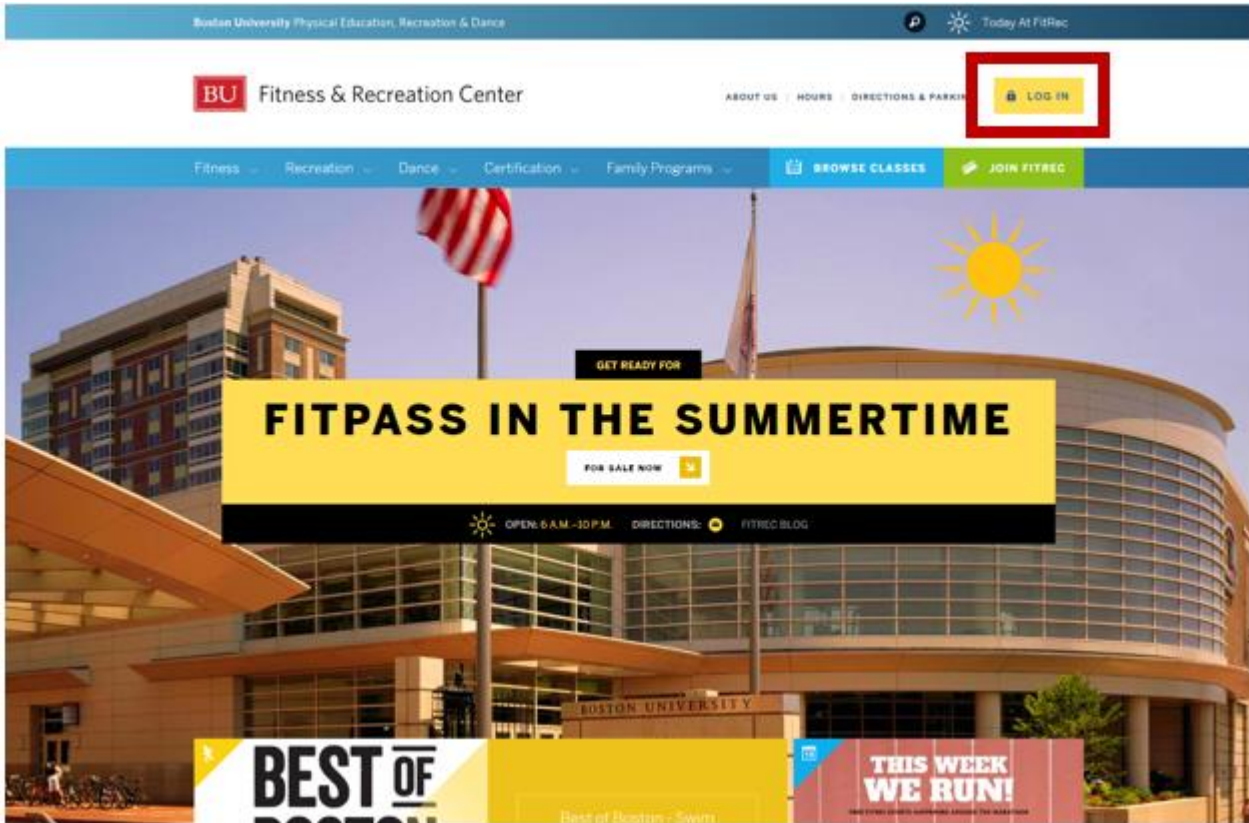 Boston University Physical Education, Recreation & Dance
Today At FitRec
BU Fitness & Recreation Center
ABOUT US HOURS DIRECTIONS & PARKIN
LOG IN
Fitness Recreation Dance Certification Family Programs
BROWSE CLASSES
JOIN FITREC
GET READY FOR
FITPASS IN THE SUMMERTIME
FOR SALE NOW
OPEN: 6 A.M.-10 P.M. DIRECTIONS: FITREC BLOG
BOSTON UNIVERSITY
BEST OF
BOSTON
Best of Boston - Swim
THIS WEEK
WE RUN!